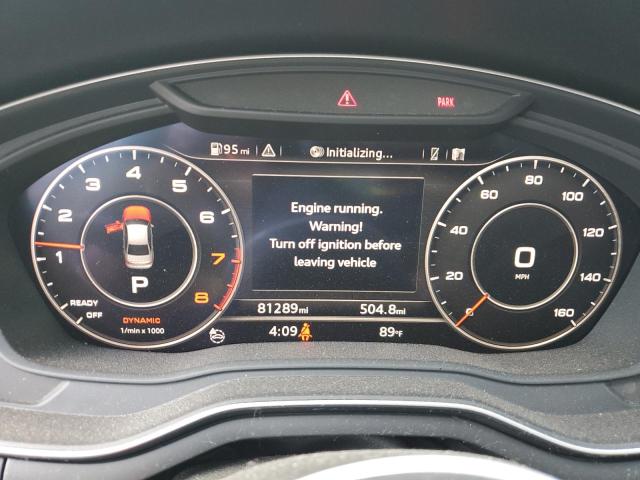 PARK
95 mi Initializing...
Engine running.
Warning!
Turn off ignition before
leaving vehicle
1 2 3 4 5 6 7 8
P
READY
OFF
DYNAMIC
1/min x 1000
0 20 40 60 80 100 120 140 160
0
MPH
81289mi 504.8mi
4:09 89°F